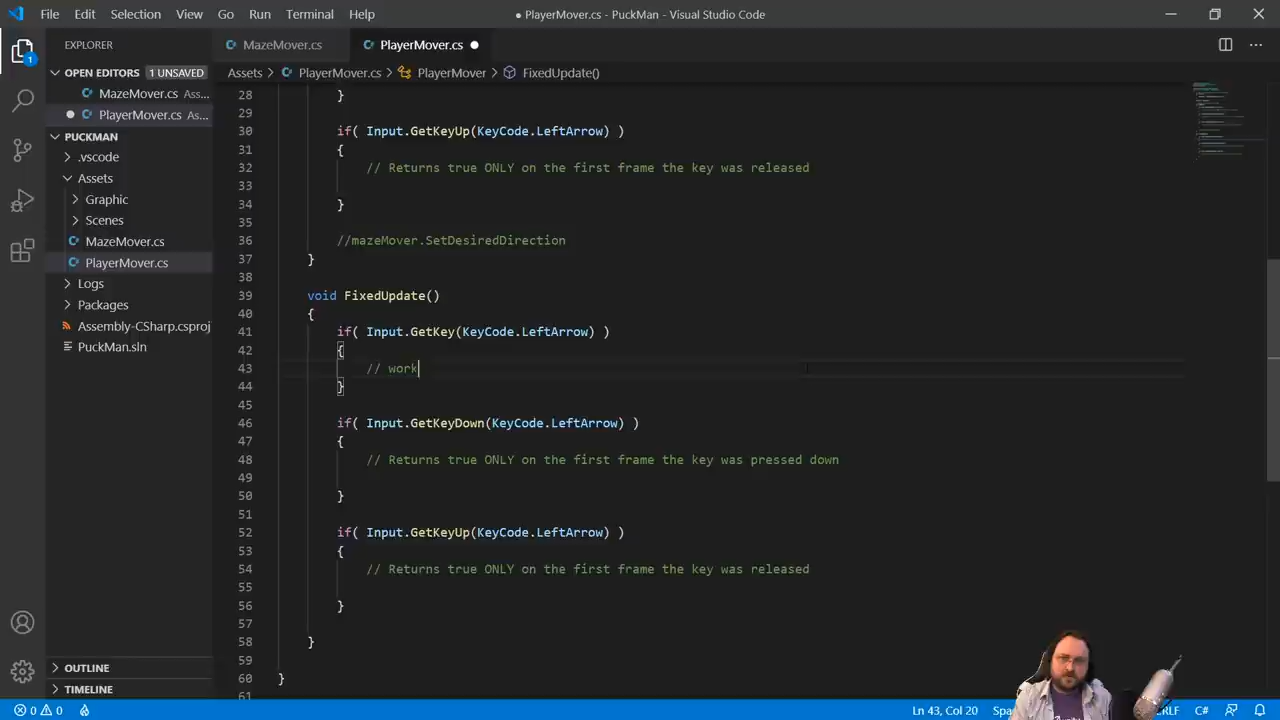 File Edit Selection View Go Run Terminal Help
● PlayerMover.cs - PuckMan - Visual Studio Code
EXPLORER
MazeMover.cs
PlayerMover.cs ●
OPEN EDITORS 1 UNSAVED
Assets > PlayerMover.cs > PlayerMover > FixedUpdate()
MazeMover.cs Ass...
● PlayerMover.cs As...
PUCKMAN
.vscode
Assets
Graphic
Scenes
MazeMover.cs
PlayerMover.cs
Logs
Packages
Assembly-CSharp.csproj
PuckMan.sln
OUTLINE
TIMELINE
1
28 }
29
30 if( Input.GetKeyUp(KeyCode.LeftArrow) )
31 {
32 // Returns true ONLY on the first frame the key was released
33
34 }
35
36 //mazeMover.SetDesiredDirection
37 }
38
39 void FixedUpdate()
40 {
41 if( Input.GetKey(KeyCode.LeftArrow) )
42 {
43 // work
44 }
45
46 if( Input.GetKeyDown(KeyCode.LeftArrow) )
47 {
48 // Returns true ONLY on the first frame the key was pressed down
49
50 }
51
52 if( Input.GetKeyUp(KeyCode.LeftArrow) )
53 {
54 // Returns true ONLY on the first frame the key was released
55
56 }
57
58 }
59
60 }
61
0 0 Ln 43, Col 20 Spa RLF C#